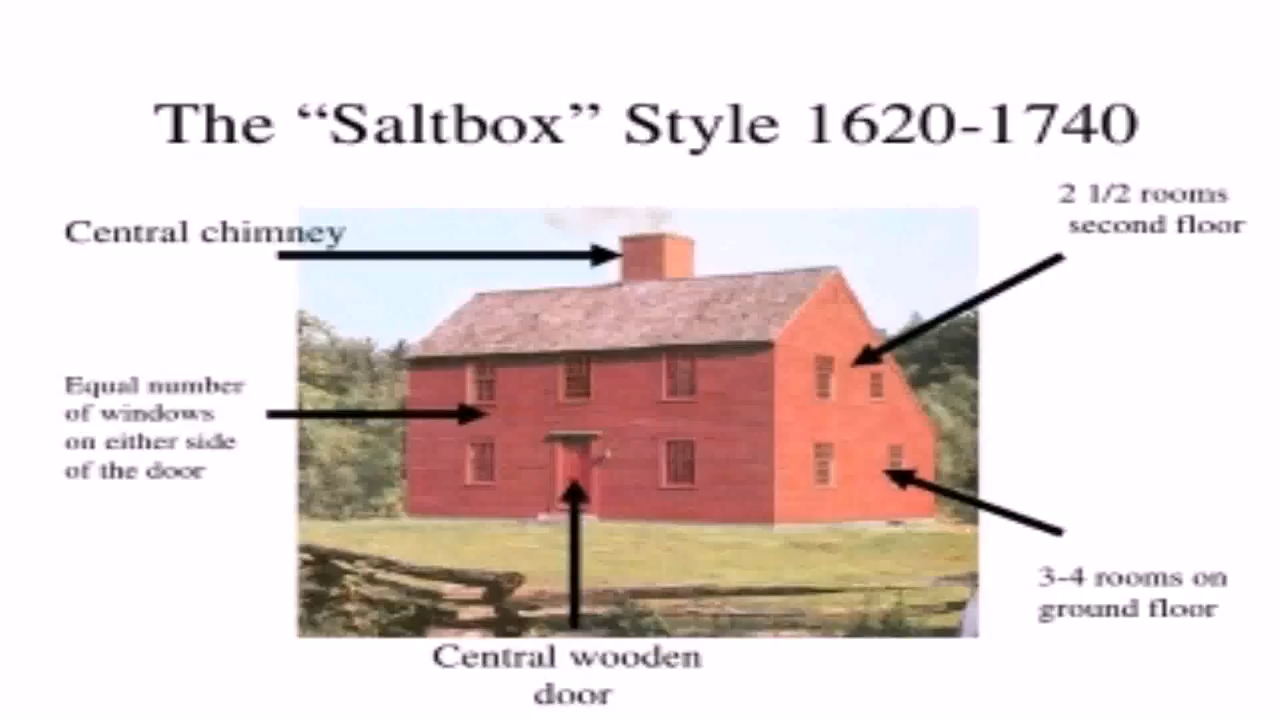 The “Saltbox” Style 1620-1740
Central chimney
2 1/2 rooms
second floor
Equal number
of windows
on either side
of the door
3-4 rooms on
ground floor
Central wooden
door